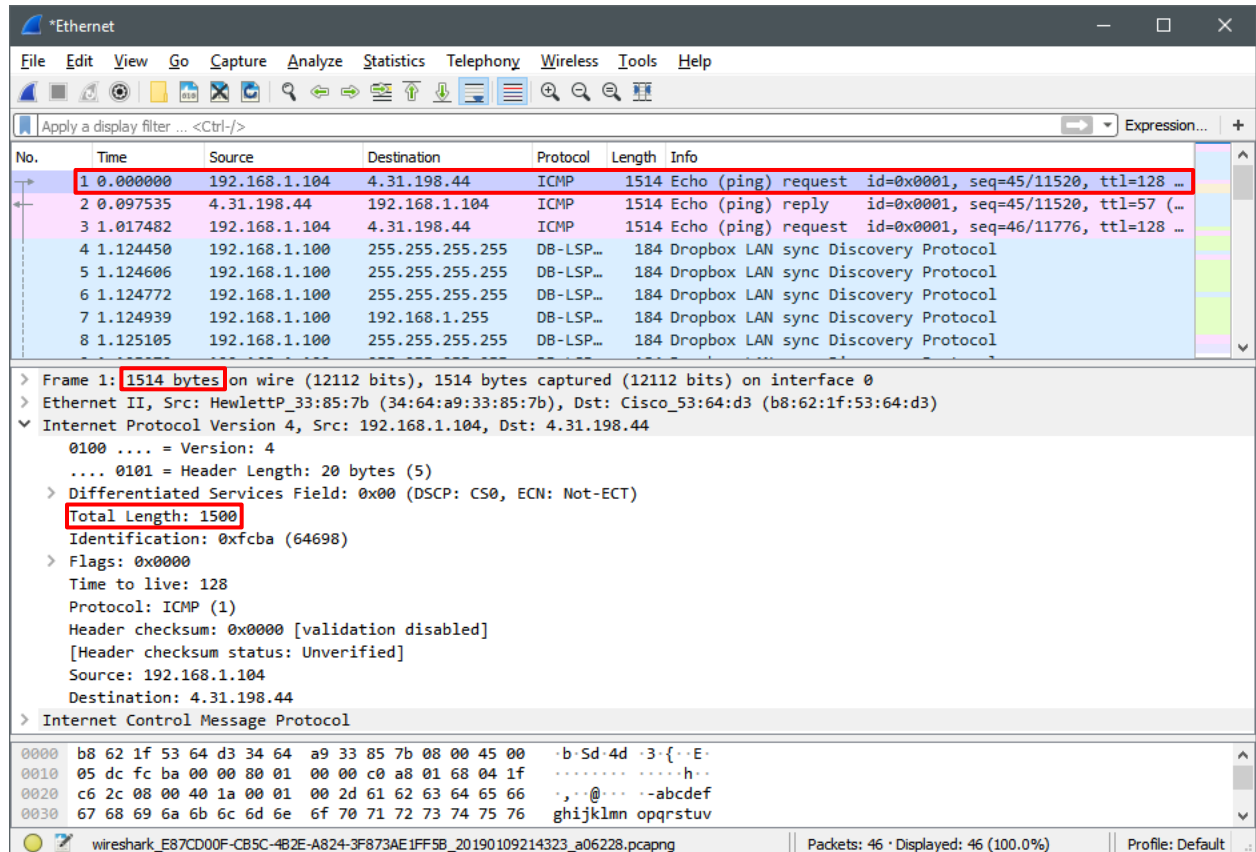 *Ethernet
File Edit View Go Capture Analyze Statistics Telephony Wireless Tools Help
Apply a display filter ... <Ctrl-/> Expression... +
No. Time Source Destination Protocol Length Info
1 0.000000 192.168.1.104 4.31.198.44 ICMP 1514 Echo (ping) request id=0x0001, seq=45/11520, ttl=128 …
2 0.097535 4.31.198.44 192.168.1.104 ICMP 1514 Echo (ping) reply id=0x0001, seq=45/11520, ttl=57 (…
3 1.017482 192.168.1.104 4.31.198.44 ICMP 1514 Echo (ping) request id=0x0001, seq=46/11776, ttl=128 …
4 1.124450 192.168.1.100 255.255.255.255 DB-LSP… 184 Dropbox LAN sync Discovery Protocol
5 1.124606 192.168.1.100 255.255.255.255 DB-LSP… 184 Dropbox LAN sync Discovery Protocol
6 1.124772 192.168.1.100 255.255.255.255 DB-LSP… 184 Dropbox LAN sync Discovery Protocol
7 1.124939 192.168.1.100 192.168.1.255 DB-LSP… 184 Dropbox LAN sync Discovery Protocol
8 1.125105 192.168.1.100 255.255.255.255 DB-LSP… 184 Dropbox LAN sync Discovery Protocol
> Frame 1: 1514 bytes on wire (12112 bits), 1514 bytes captured (12112 bits) on interface 0
> Ethernet II, Src: HewlettP_33:85:7b (34:64:a9:33:85:7b), Dst: Cisco_53:64:d3 (b8:62:1f:53:64:d3)
Internet Protocol Version 4, Src: 192.168.1.104, Dst: 4.31.198.44
0100 .... = Version: 4
.... 0101 = Header Length: 20 bytes (5)
> Differentiated Services Field: 0x00 (DSCP: CS0, ECN: Not-ECT)
Total Length: 1500
Identification: 0xfcba (64698)
> Flags: 0x0000
Time to live: 128
Protocol: ICMP (1)
Header checksum: 0x0000 [validation disabled]
[Header checksum status: Unverified]
Source: 192.168.1.104
Destination: 4.31.198.44
> Internet Control Message Protocol
0000 b8 62 1f 53 64 d3 34 64 a9 33 85 7b 08 00 45 00 ·b·Sd·4d ·3·{··E·
0010 05 dc fc ba 00 00 80 01 00 00 c0 a8 01 68 04 1f ········ ·····h··
0020 c6 2c 08 00 40 1a 00 01 00 2d 61 62 63 64 65 66 ·,··@··· ·-abcdef
0030 67 68 69 6a 6b 6c 6d 6e 6f 70 71 72 73 74 75 76 ghijklmn opqrstuv
wireshark_E87CD00F-CB5C-4B2E-A824-3F873AE1FF5B_20190109214323_a06228.pcapng Packets: 46 · Displayed: 46 (100.0%) Profile: Default